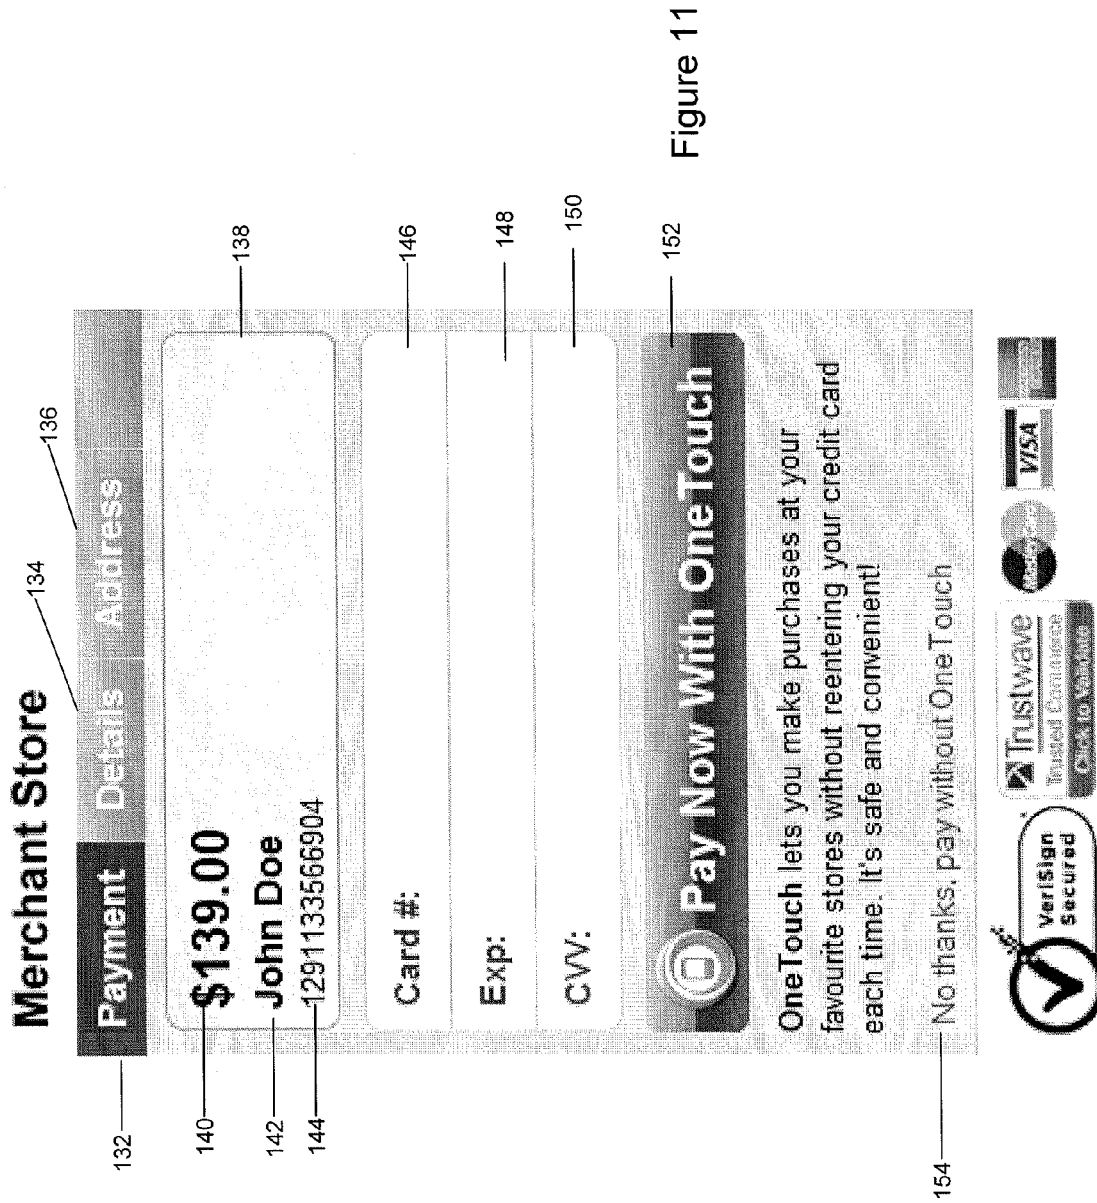 Merchant Store
134
136
132
Payment Details Address
138
140
$139.00
142
John Doe
144
129113356​6904
Card #:
146
Exp:
148
CVV:
150
152
Pay Now With OneTouch
OneTouch lets you make purchases at your
favourite stores without reentering your credit card
each time. It's safe and convenient!
154
No thanks, pay without OneTouch
VeriSign
Secured
Trustwave
Trusted Commerce
Click to Validate
MasterCard
VISA
Figure 11